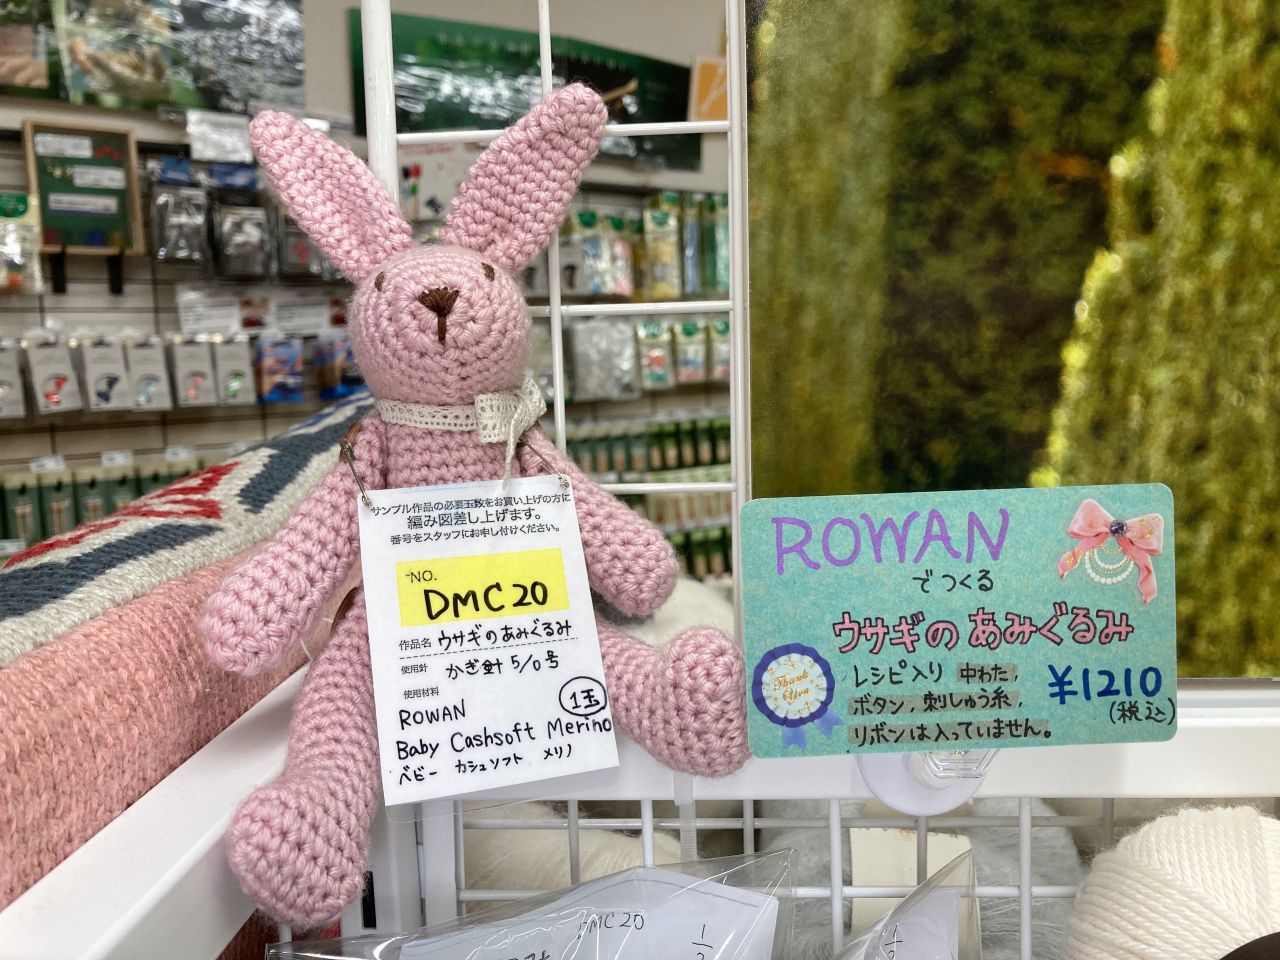 サンプル作品の必要玉数をお買い上げの方に
編み図差し上げます。
番号をスタッフにお申し付けください。
NO.
DMC 20
作品名 ウサギのあみぐるみ
使用針 かぎ針 5/0号
使用材料
1玉
ROWAN
Baby Cashsoft Merino
ベビー カシュソフト メリノ
ROWAN
でつくる
ウサギの あみぐるみ
Thank You
レシピ入り 中わた,
ボタン, 刺しゅう糸,
リボンは入っていません。
¥1210
(税込)
DMC 20